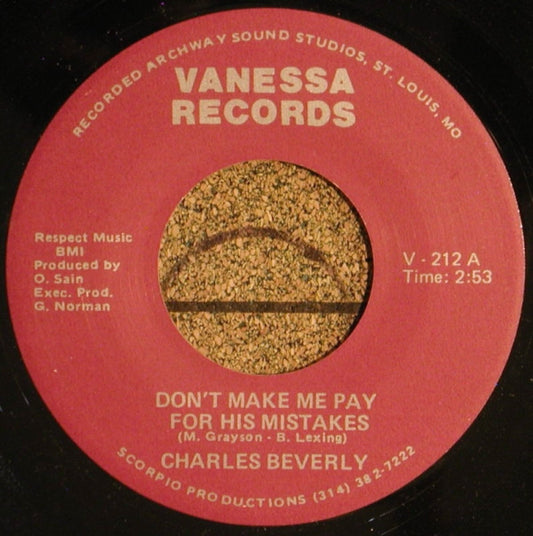 RECORDED ARCHWAY SOUND STUDIOS, ST. LOUIS, MO
VANESSA
RECORDS
Respect Music
BMI
Produced by
O. Sain
Exec. Prod.
G. Norman
V - 212 A
Time: 2:53
DON'T MAKE ME PAY
FOR HIS MISTAKES
(M. Grayson - B. Lexing)
CHARLES BEVERLY
SCORPIO PRODUCTIONS (314) 382-7222